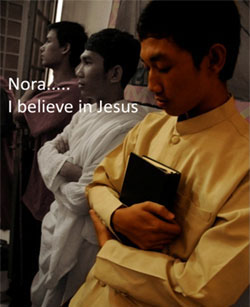 Nora.....
I believe in Jesus